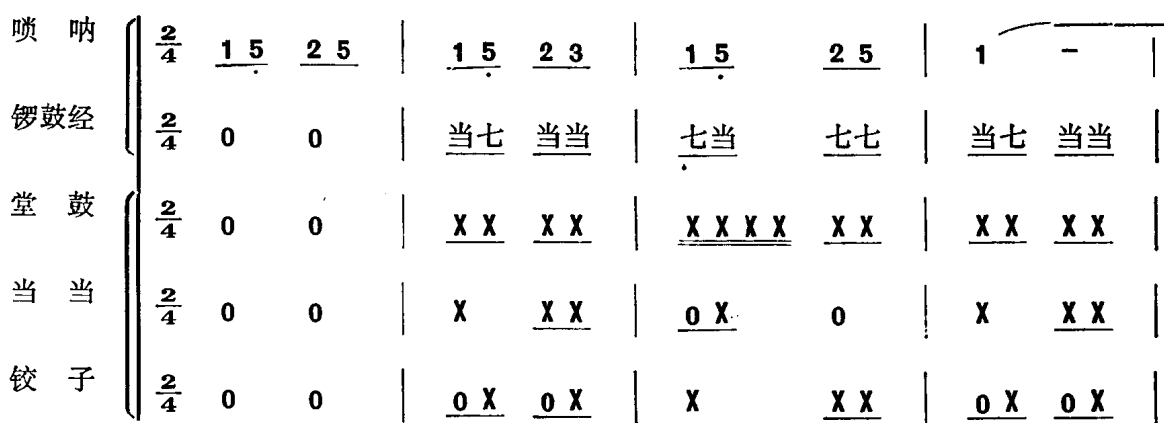 唢 呐 2/4 1 5̣ 2 5 | 1 5̣ 2 3 | 1 5̣ 2 5 | 1 - |
锣鼓经 2/4 0 0 | 当七 当当 | 七当 七七 | 当七 当当 |
堂 鼓 2/4 0 0 | X X X X | X X X X X X | X X X X |
当 当 2/4 0 0 | X X X | 0 X 0 | X X X |
铰 子 2/4 0 0 | 0 X 0 X | X X X | 0 X 0 X |